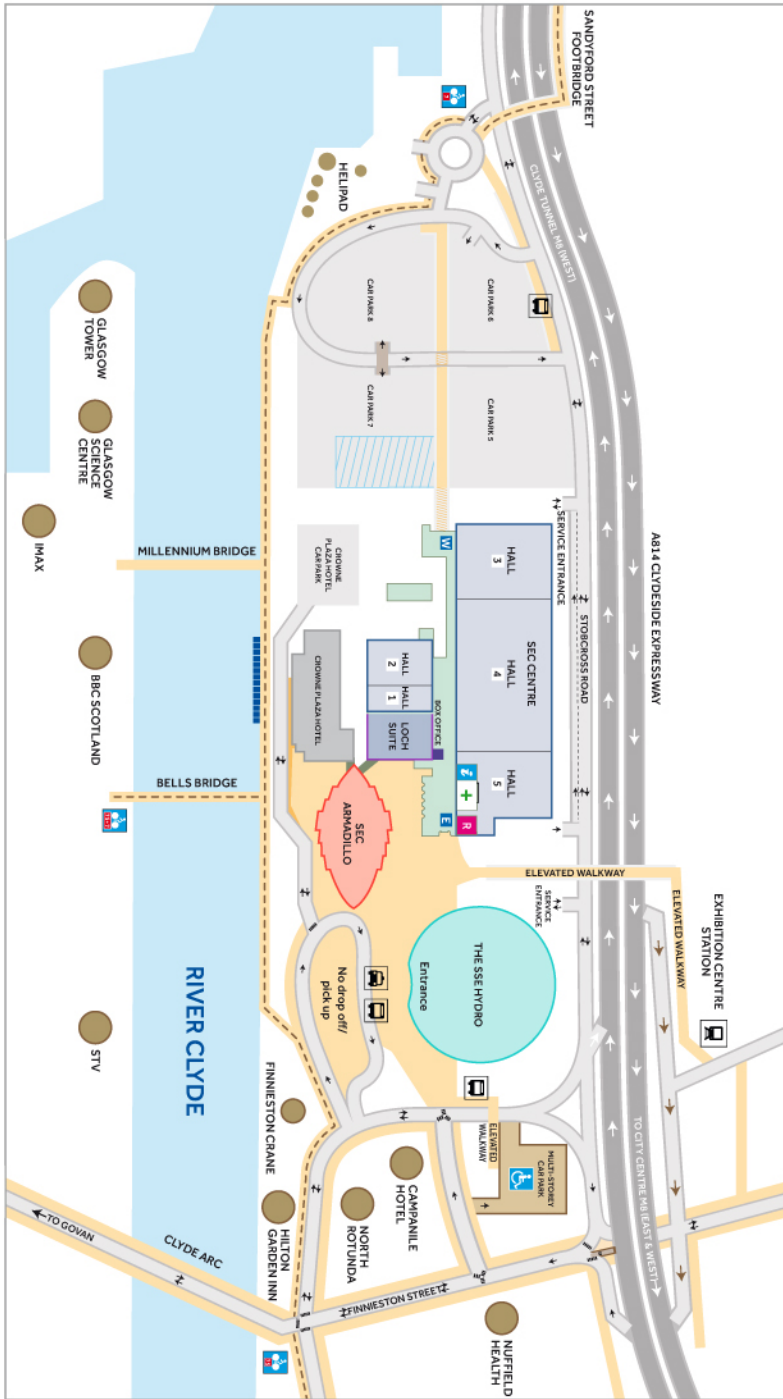 SANDYFORD STREET
FOOTBRIDGE
CLYDE TUNNEL M8 (WEST)
HELIPAD
CAR PARK 8
CAR PARK 6
CAR PARK 7
CAR PARK 5
GLASGOW
TOWER
GLASGOW
SCIENCE
CENTRE
IMAX
MILLENNIUM BRIDGE
CROWNE
PLAZA HOTEL
CAR PARK
W
SERVICE ENTRANCE
HALL
3
STOBCROSS ROAD
A814 CLYDESIDE EXPRESSWAY
SEC CENTRE
HALL
4
HALL
2
HALL
1
LOCH
SUITE
BOX OFFICE
CROWNE PLAZA HOTEL
BBC SCOTLAND
BELLS BRIDGE
HALL
5
i
R
E
SEC
ARMADILLO
ELEVATED WALKWAY
SERVICE
ENTRANCE
ELEVATED WALKWAY
EXHIBITION CENTRE
STATION
THE SSE HYDRO
Entrance
No drop off/
pick up
RIVER CLYDE
STV
FINNIESTON CRANE
ELEVATED
WALKWAY
MULTI-STOREY
CAR PARK
TO CITY CENTRE M8 (EAST & WEST)
CAMPANILE
HOTEL
NORTH
ROTUNDA
HILTON
GARDEN INN
CLYDE ARC
TO GOVAN
FINNIESTON STREET
NUFFIELD
HEALTH